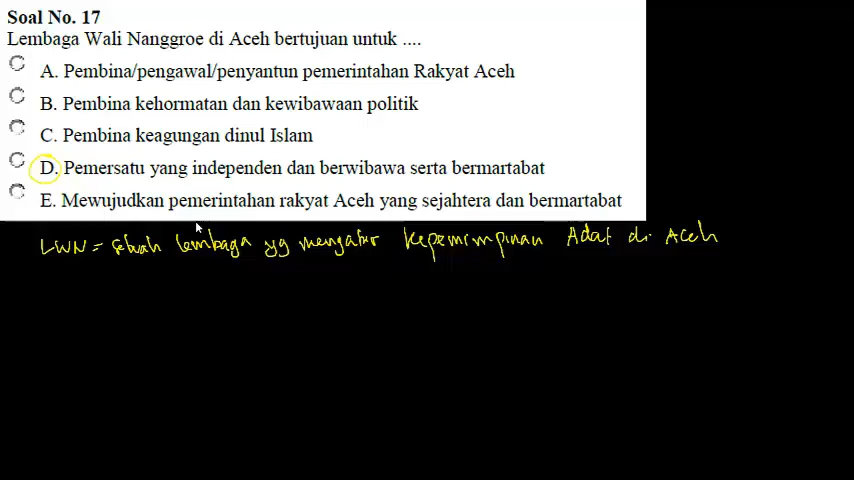 Soal No. 17
Lembaga Wali Nanggroe di Aceh bertujuan untuk ....
A. Pembina/pengawal/penyantun pemerintahan Rakyat Aceh
B. Pembina kehormatan dan kewibawaan politik
C. Pembina keagungan dinul Islam
D. Pemersatu yang independen dan berwibawa serta bermartabat
E. Mewujudkan pemerintahan rakyat Aceh yang sejahtera dan bermartabat
LWN = sebuah lembaga yg mengatur kepemimpinan Adat di Aceh